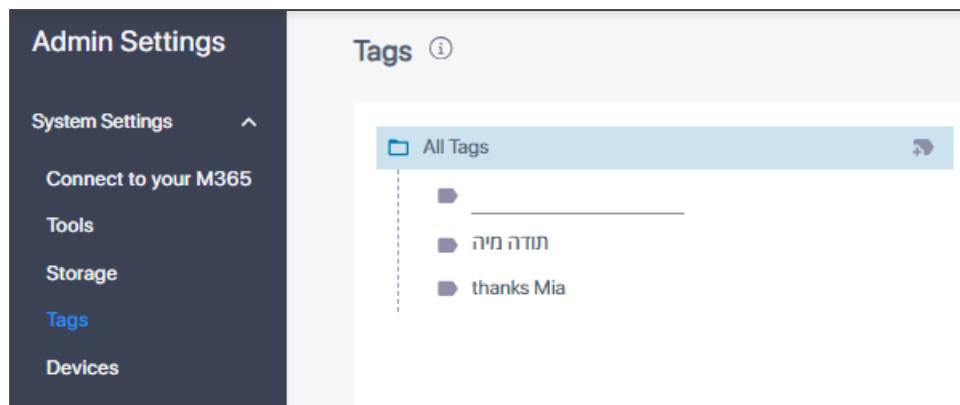 Admin Settings
Tags
System Settings
All Tags
Connect to your M365
Tools
תודה מיה
Storage
thanks Mia
Tags
Devices